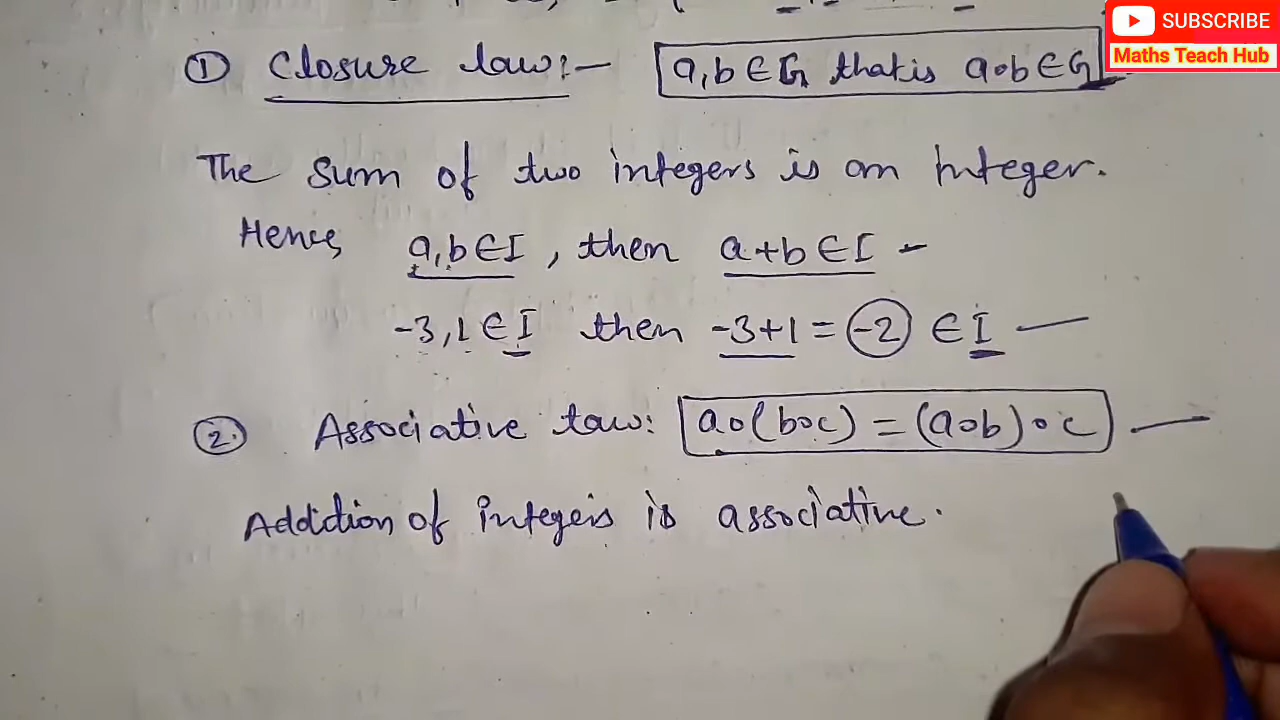 SUBSCRIBE
Maths Teach Hub
① Closure law:- a,b∈G that is a∘b∈G
The Sum of two integers is an integer.
Hence, a,b∈I, then a+b∈I -
-3,1∈I then -3+1 = -2 ∈I —
②. Associative law: a∘(b∘c) = (a∘b)∘c —
Addition of integers is associative.